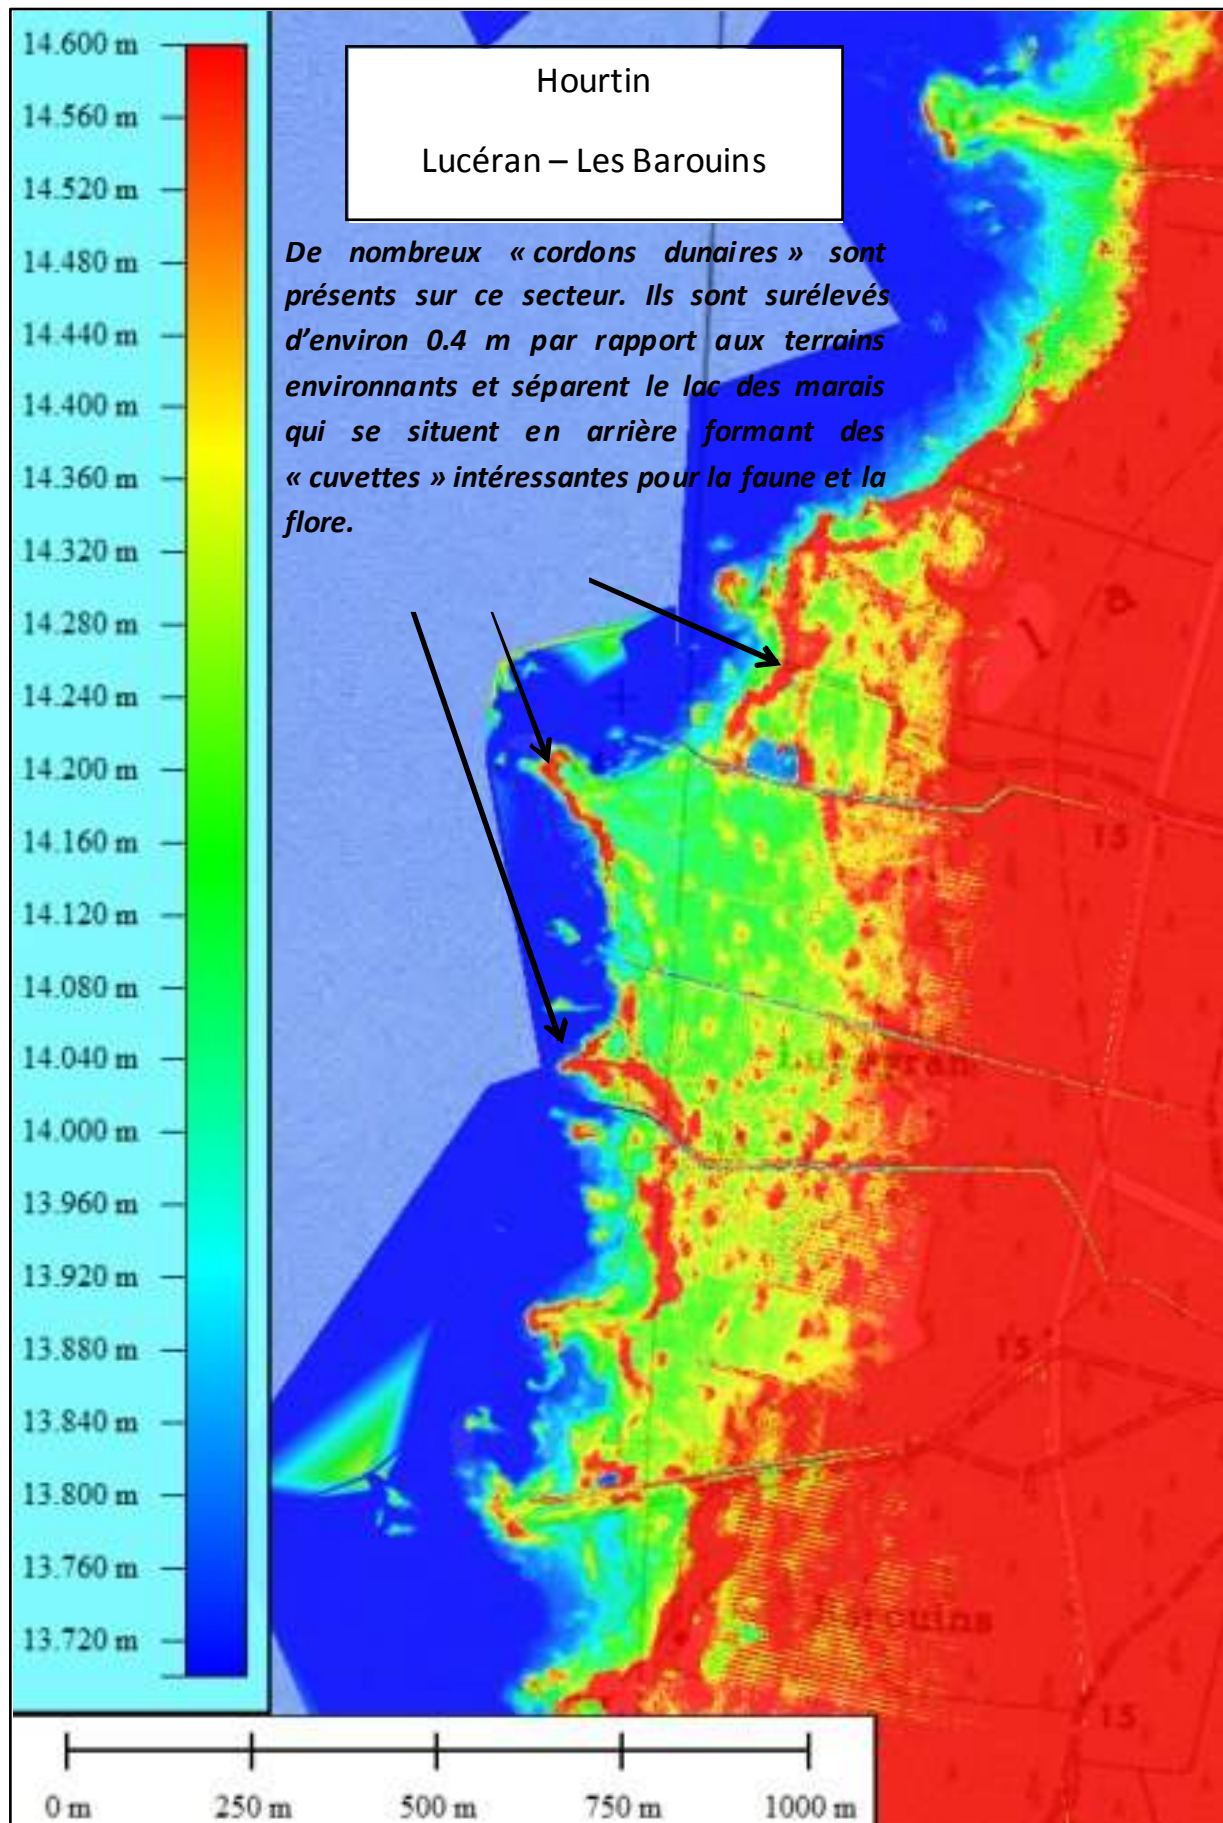 14.600 m
14.560 m
14.520 m
14.480 m
14.440 m
14.400 m
14.360 m
14.320 m
14.280 m
14.240 m
14.200 m
14.160 m
14.120 m
14.080 m
14.040 m
14.000 m
13.960 m
13.920 m
13.880 m
13.840 m
13.800 m
13.760 m
13.720 m
Hourtin
Lucéran – Les Barouins
De nombreux « cordons dunaires » sont
présents sur ce secteur. Ils sont surélevés
d'environ 0.4 m par rapport aux terrains
environnants et séparent le lac des marais
qui se situent en arrière formant des
« cuvettes » intéressantes pour la faune et la
flore.
15
15
Barouins
15
0 m 250 m 500 m 750 m 1000 m